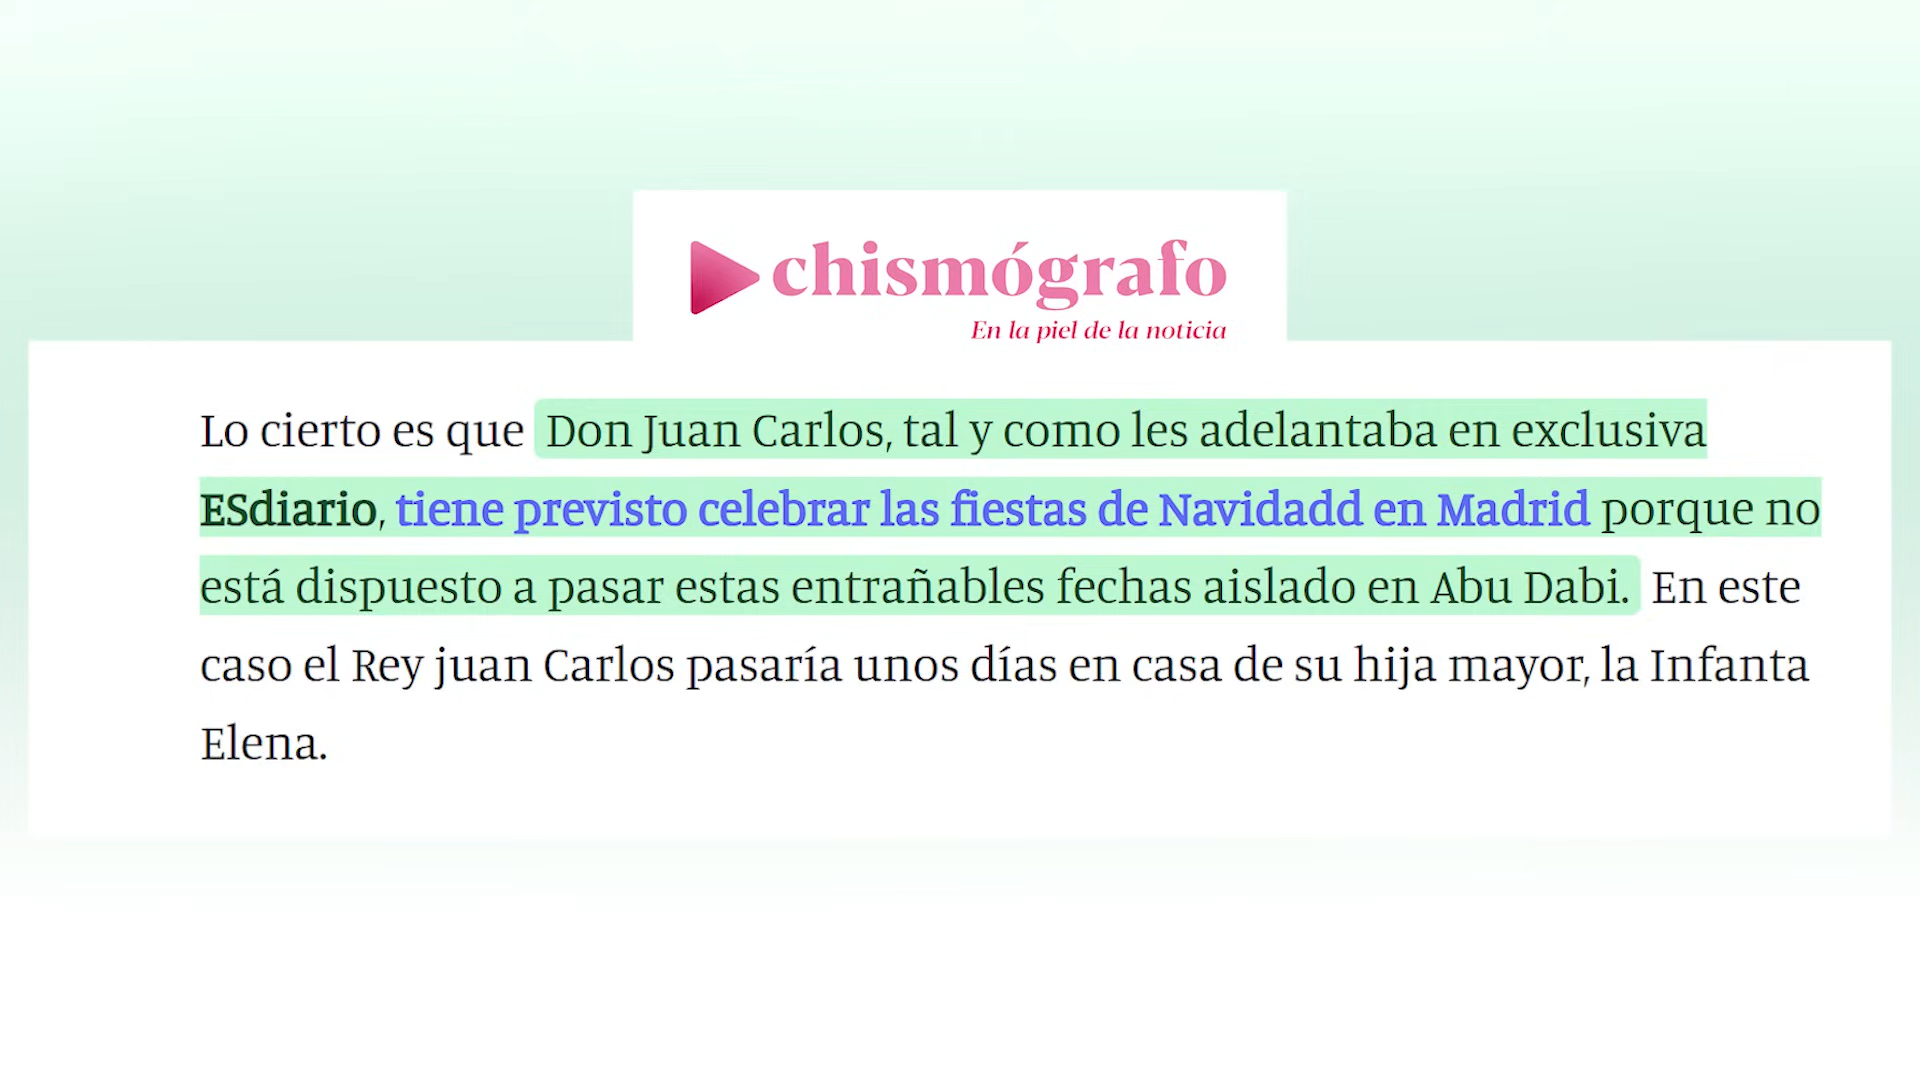 chismógrafo
En la piel de la noticia
Lo cierto es que Don Juan Carlos, tal y como les adelantaba en exclusiva
ESdiario, tiene previsto celebrar las fiestas de Navidadd en Madrid porque no
está dispuesto a pasar estas entrañables fechas aislado en Abu Dabi. En este
caso el Rey juan Carlos pasaría unos días en casa de su hija mayor, la Infanta
Elena.